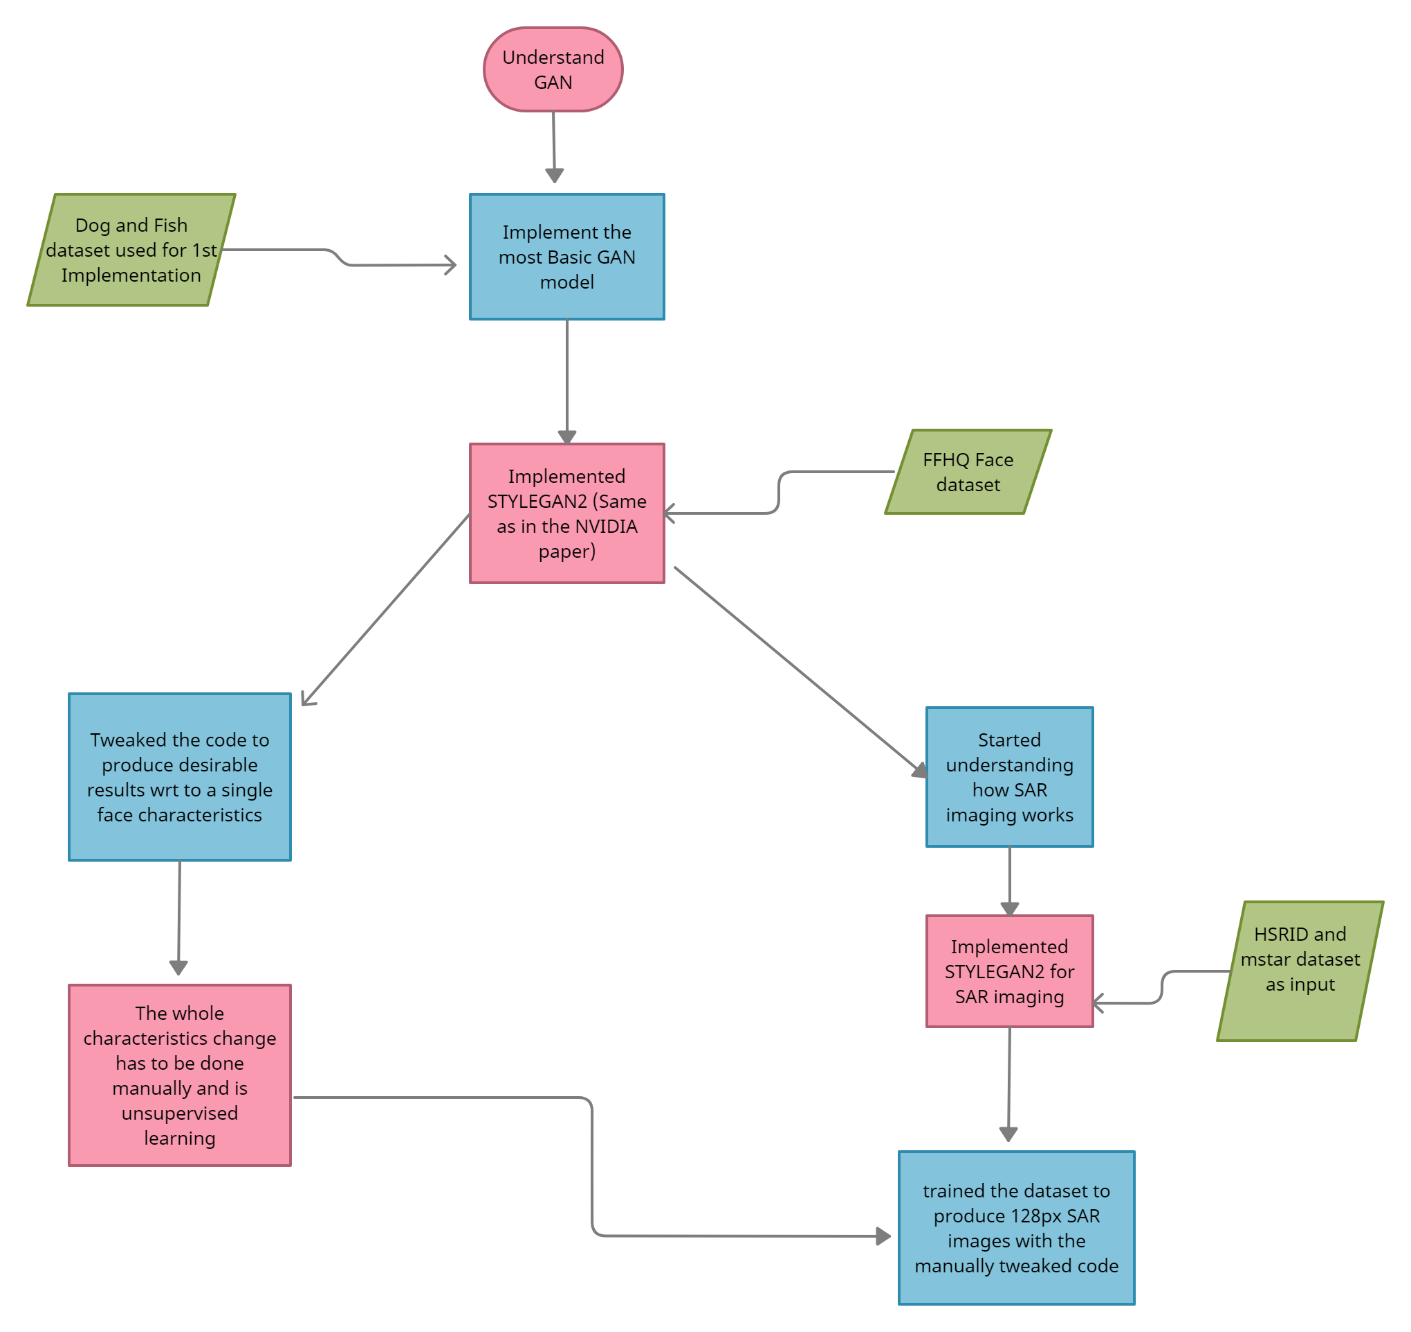 Understand
GAN
Dog and Fish
dataset used for 1st
Implementation
Implement the
most Basic GAN
model
Implemented
STYLEGAN2 (Same
as in the NVIDIA
paper)
FFHQ Face
dataset
Tweaked the code to
produce desirable
results wrt to a single
face characteristics
Started
understanding
how SAR
imaging works
The whole
characteristics change
has to be done
manually and is
unsupervised
learning
Implemented
STYLEGAN2 for
SAR imaging
HSRID and
mstar dataset
as input
trained the dataset to
produce 128px SAR
images with the
manually tweaked code